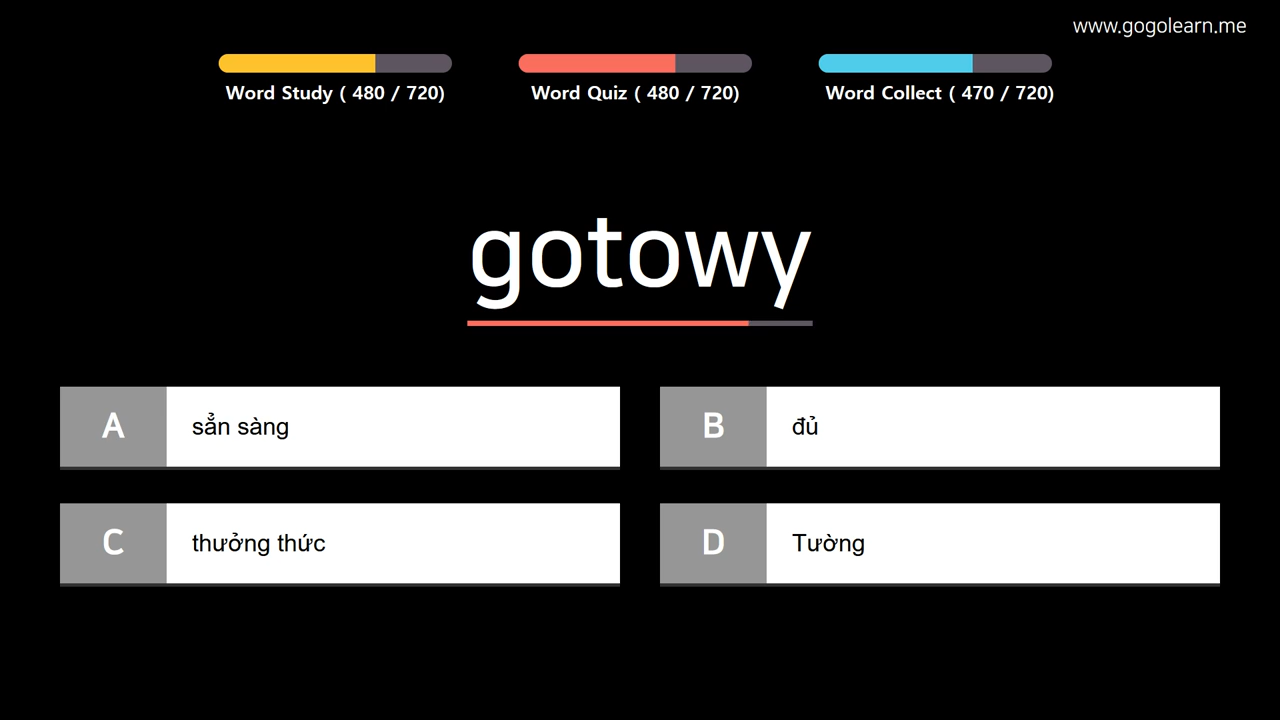 www.gogolearn.me
Word Study ( 480 / 720)
Word Quiz ( 480 / 720)
Word Collect ( 470 / 720)
gotowy
A
sẳn sàng
B
đủ
C
thưởng thức
D
Tường